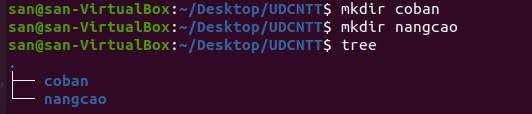 san@san-VirtualBox:~/Desktop/UDCNTT$ mkdir coban
san@san-VirtualBox:~/Desktop/UDCNTT$ mkdir nangcao
san@san-VirtualBox:~/Desktop/UDCNTT$ tree
.
├── coban
└── nangcao